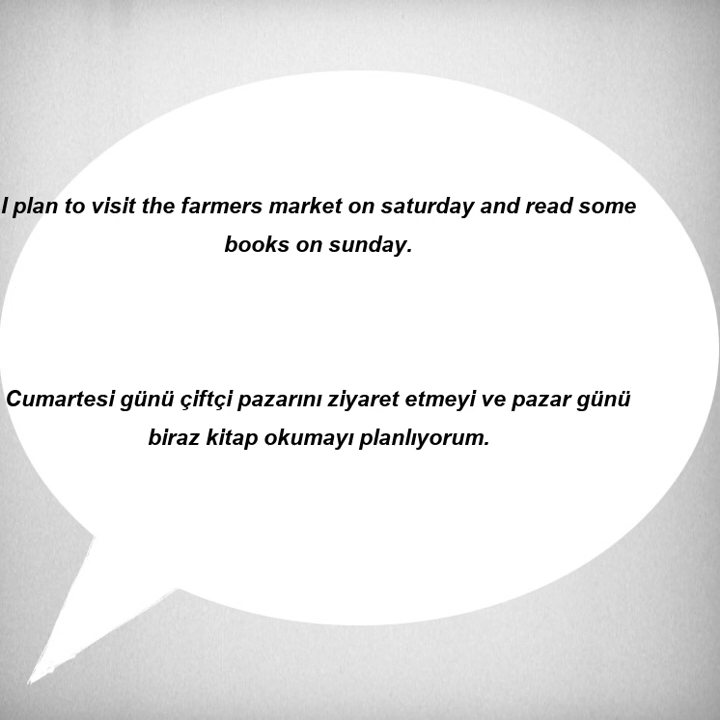 I plan to visit the farmers market on saturday and read some
books on sunday.
Cumartesi günü çiftçi pazarını ziyaret etmeyi ve pazar günü
biraz kitap okumayı planlıyorum.